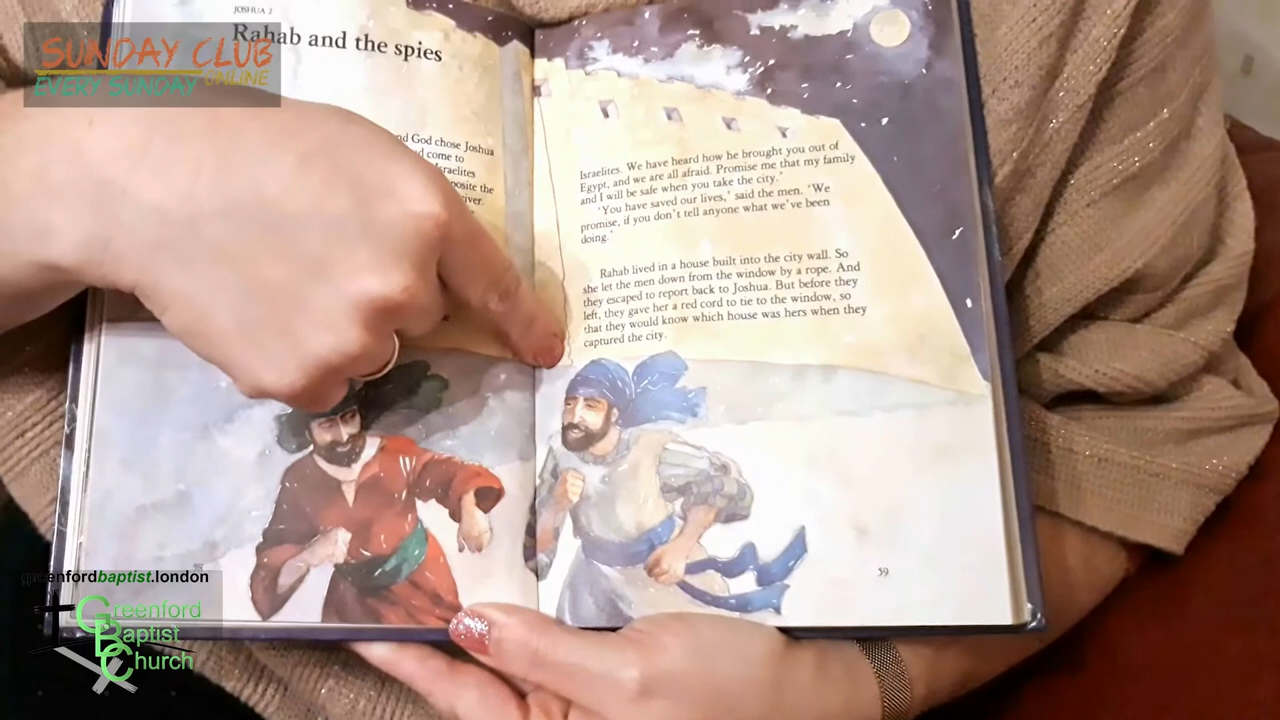 JOSHUA 2
Rahab and the spies
SUNDAY CLUB
ONLINE
EVERY SUNDAY
God chose Joshua
come to
Israelites
the
Israelites. We have heard how he brought you out of
Egypt, and we are all afraid. Promise me that my family
and I will be safe when you take the city.’
‘You have saved our lives,’ said the men. ‘We
promise, if you don’t tell anyone what we’ve been
doing.’
Rahab lived in a house built into the city wall. So
she let the men down from the window by a rope. And
they escaped to report back to Joshua. But before they
left, they gave her a red cord to tie to the window, so
that they would know which house was hers when they
captured the city.
59
greenfordbaptist.london
Greenford
Baptist
Church